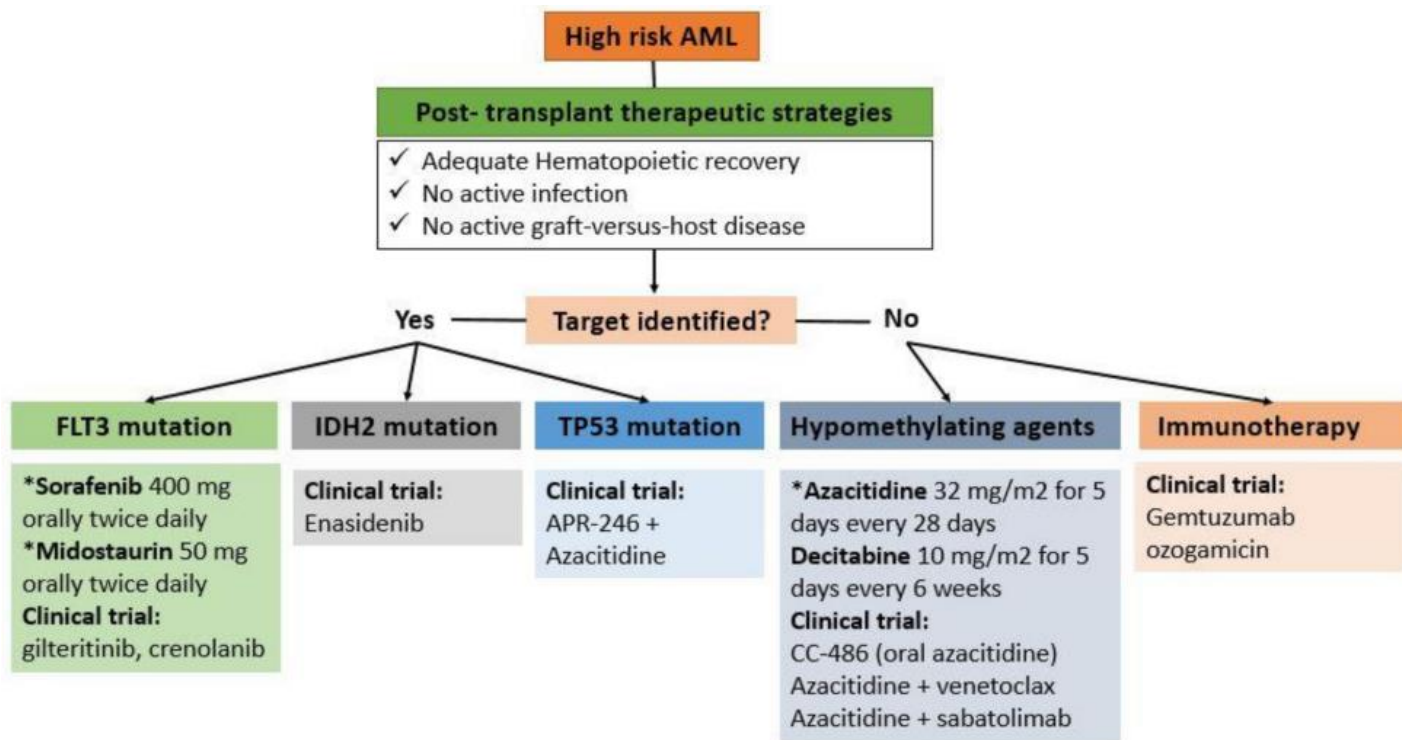 High risk AML
Post- transplant therapeutic strategies
✓ Adequate Hematopoietic recovery
✓ No active infection
✓ No active graft-versus-host disease
Yes
Target identified?
No
FLT3 mutation
*Sorafenib 400 mg
orally twice daily
*Midostaurin 50 mg
orally twice daily
Clinical trial:
gilteritinib, crenolanib
IDH2 mutation
Clinical trial:
Enasidenib
TP53 mutation
Clinical trial:
APR-246 +
Azacitidine
Hypomethylating agents
*Azacitidine 32 mg/m2 for 5
days every 28 days
Decitabine 10 mg/m2 for 5
days every 6 weeks
Clinical trial:
CC-486 (oral azacitidine)
Azacitidine + venetoclax
Azacitidine + sabatolimab
Immunotherapy
Clinical trial:
Gemtuzumab
ozogamicin